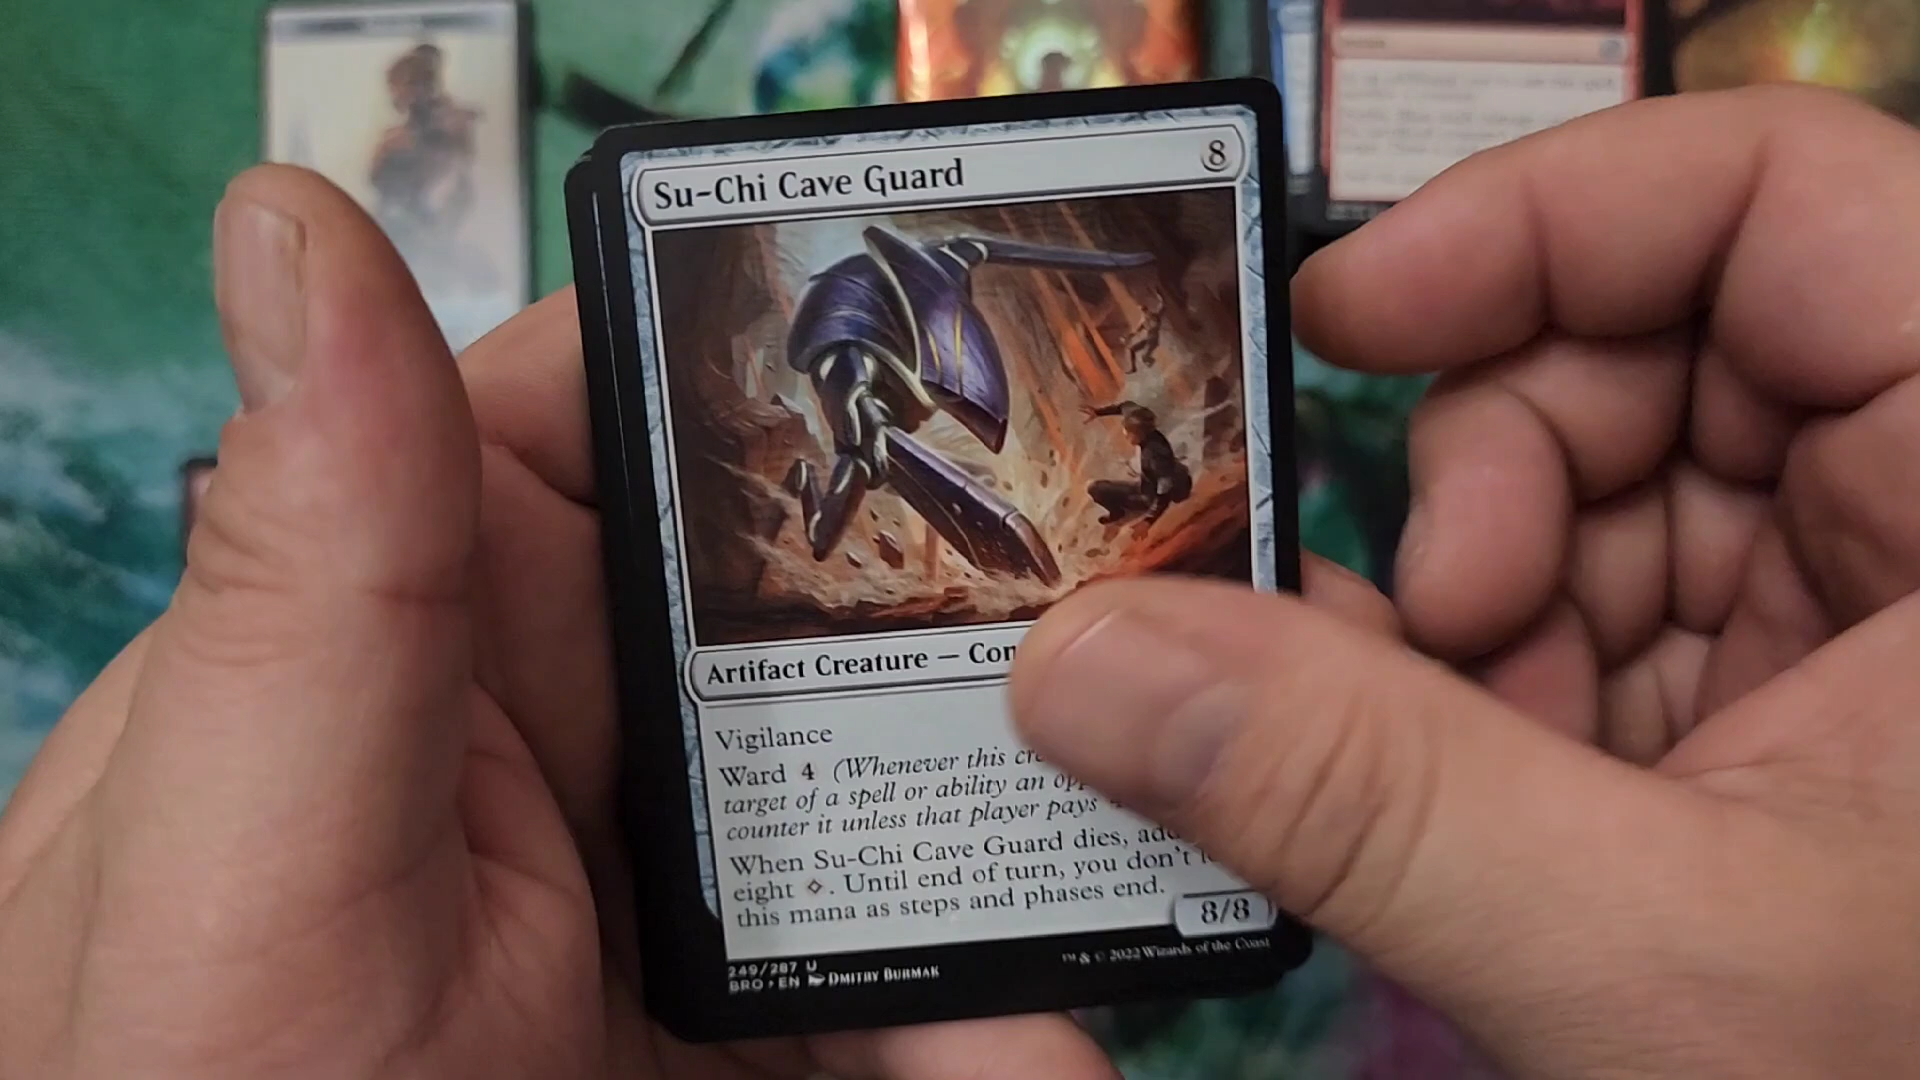 Su-Chi Cave Guard 8
Artifact Creature — Con
Vigilance
Ward 4 (Whenever this cre
target of a spell or ability an opp
counter it unless that player pays
When Su-Chi Cave Guard dies, add
eight . Until end of turn, you don't
this mana as steps and phases end.
8/8
249/287 U
BRO • EN Dmitry Burmak
™ & © 2022 Wizards of the Coast